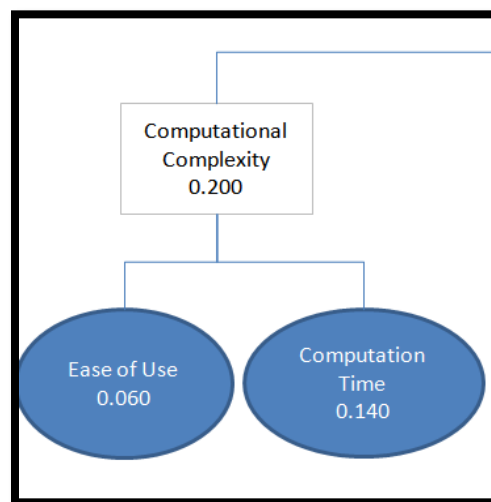 Computational
Complexity
0.200
Ease of Use
0.060
Computation
Time
0.140